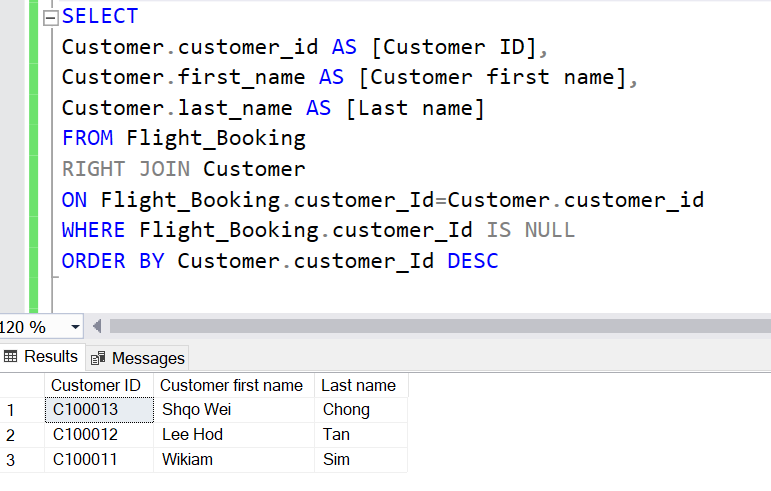 SELECT
Customer.customer_id AS [Customer ID],
Customer.first_name AS [Customer first name],
Customer.last_name AS [Last name]
FROM Flight_Booking
RIGHT JOIN Customer
ON Flight_Booking.customer_Id=Customer.customer_id
WHERE Flight_Booking.customer_Id IS NULL
ORDER BY Customer.customer_Id DESC
120 %
Results Messages
Customer ID Customer first name Last name
1 C100013 Shqo Wei Chong
2 C100012 Lee Hod Tan
3 C100011 Wikiam Sim